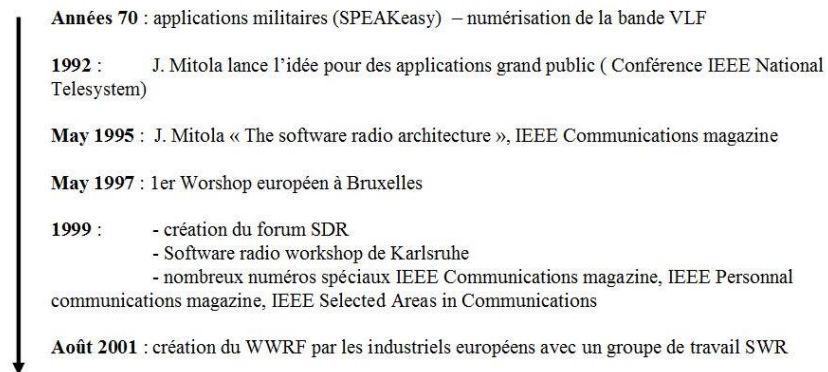 Années 70 : applications militaires (SPEAKeasy) – numérisation de la bande VLF
1992 : J. Mitola lance l'idée pour des applications grand public ( Conférence IEEE National
Telesystem)
May 1995 : J. Mitola « The software radio architecture », IEEE Communications magazine
May 1997 : 1er Worshop européen à Bruxelles
1999 : - création du forum SDR
- Software radio workshop de Karlsruhe
- nombreux numéros spéciaux IEEE Communications magazine, IEEE Personnal
communications magazine, IEEE Selected Areas in Communications
Août 2001 : création du WWRF par les industriels européens avec un groupe de travail SWR